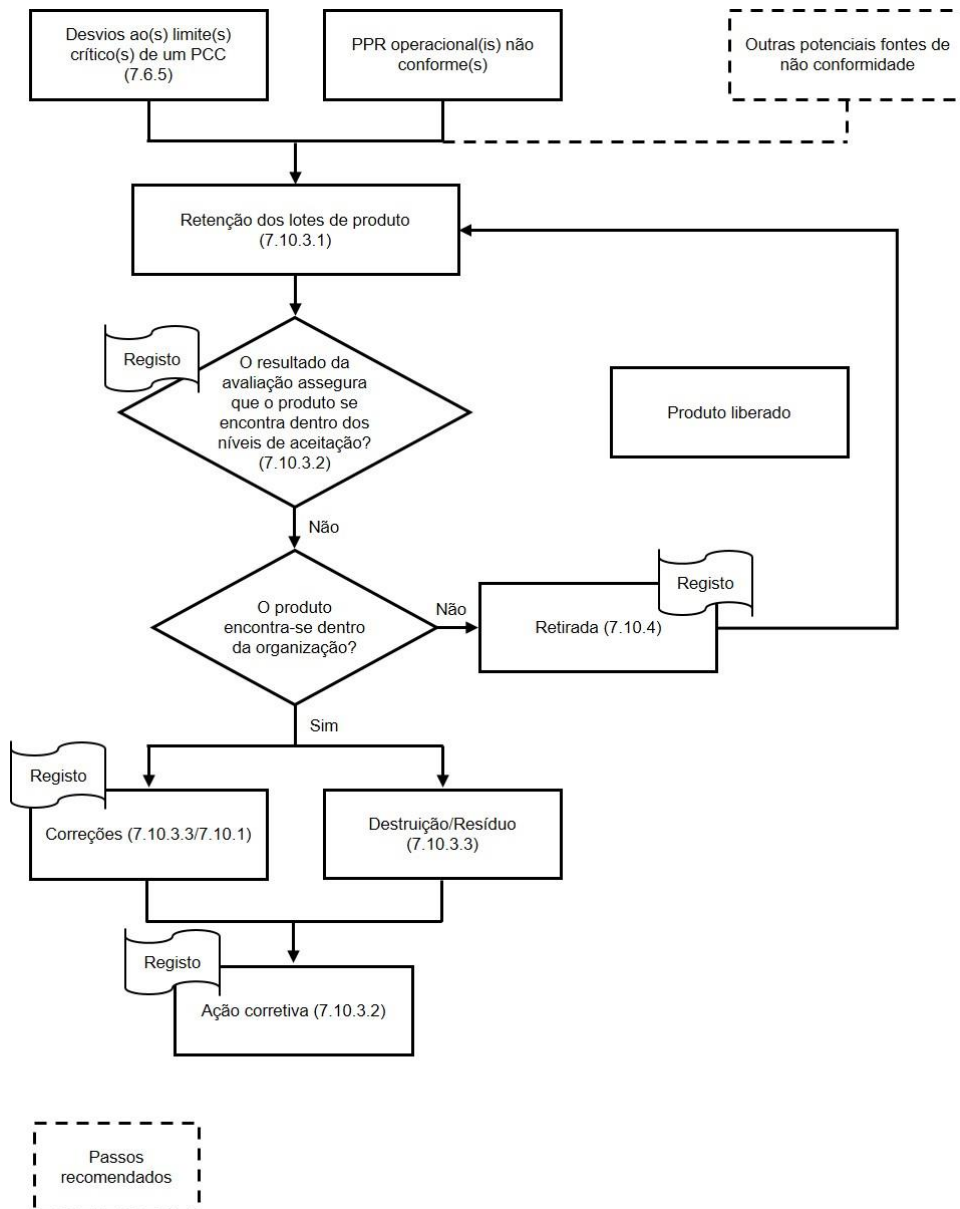 Desvios ao(s) limite(s)
crítico(s) de um PCC
(7.6.5)
PPR operacional(is) não
conforme(s)
Outras potenciais fontes de
não conformidade
Retenção dos lotes de produto
(7.10.3.1)
Registo
O resultado da
avaliação assegura
que o produto se
encontra dentro dos
níveis de aceitação?
(7.10.3.2)
Produto liberado
Não
O produto
encontra-se dentro
da organização?
Não
Registo
Retirada (7.10.4)
Sim
Registo
Correções (7.10.3.3/7.10.1)
Destruição/Resíduo
(7.10.3.3)
Registo
Ação corretiva (7.10.3.2)
Passos
recomendados